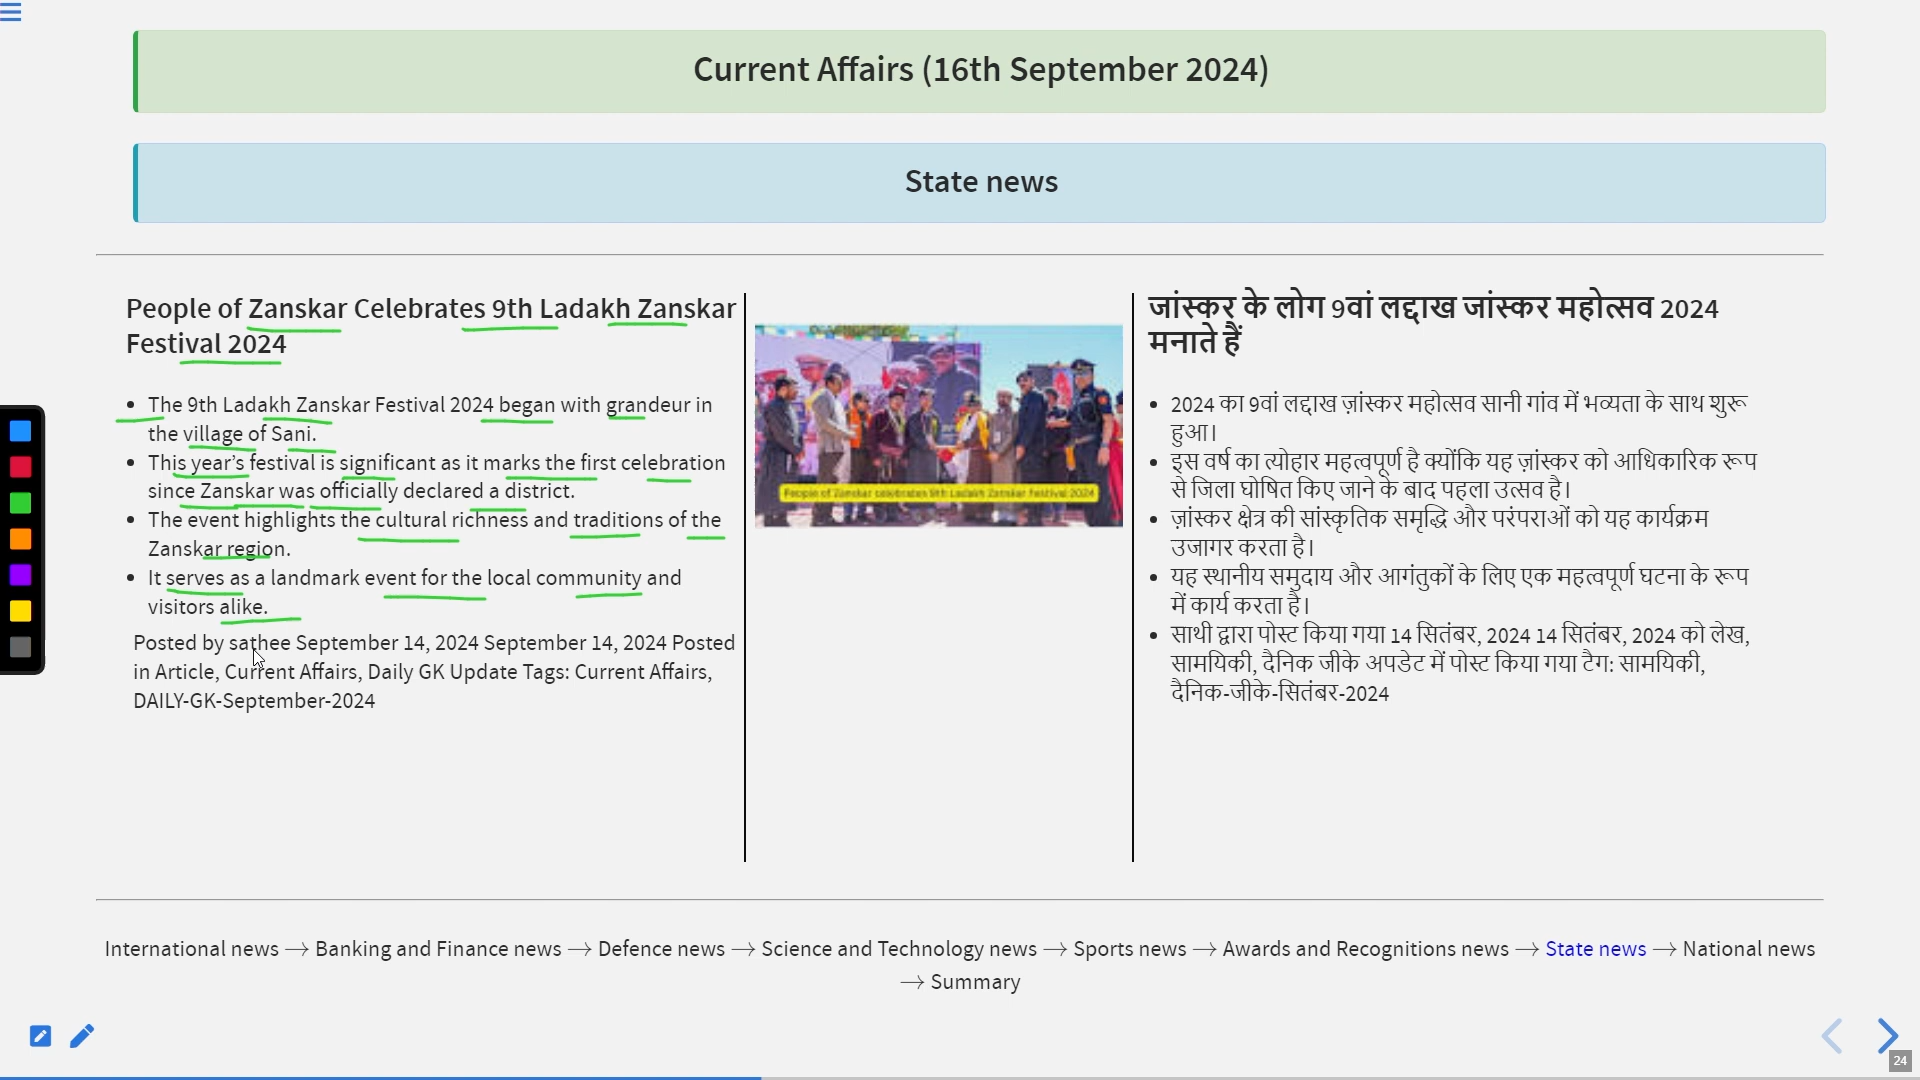 Current Affairs (16th September 2024)
State news
People of Zanskar Celebrates 9th Ladakh Zanskar
Festival 2024
• The 9th Ladakh Zanskar Festival 2024 began with grandeur in
the village of Sani.
• This year’s festival is significant as it marks the first celebration
since Zanskar was officially declared a district.
• The event highlights the cultural richness and traditions of the
Zanskar region.
• It serves as a landmark event for the local community and
visitors alike.
Posted by sathee September 14, 2024 September 14, 2024 Posted
in Article, Current Affairs, Daily GK Update Tags: Current Affairs,
DAILY-GK-September-2024
People of Zanskar celebrates 9th Ladakh Zanskar Festival 2024
जांस्कर के लोग 9वां लद्दाख जांस्कर महोत्सव 2024
मनाते हैं
• 2024 का 9वां लद्दाख ज़ांस्कर महोत्सव सानी गांव में भव्यता के साथ शुरू
हुआ।
• इस वर्ष का त्योहार महत्वपूर्ण है क्योंकि यह ज़ांस्कर को आधिकारिक रूप
से जिला घोषित किए जाने के बाद पहला उत्सव है।
• ज़ांस्कर क्षेत्र की सांस्कृतिक समृद्धि और परंपराओं को यह कार्यक्रम
उजागर करता है।
• यह स्थानीय समुदाय और आगंतुकों के लिए एक महत्वपूर्ण घटना के रूप
में कार्य करता है।
• साथी द्वारा पोस्ट किया गया 14 सितंबर, 2024 14 सितंबर, 2024 को लेख,
सामयिकी, दैनिक जीके अपडेट में पोस्ट किया गया टैग: सामयिकी,
दैनिक-जीके-सितंबर-2024
International news → Banking and Finance news → Defence news → Science and Technology news → Sports news → Awards and Recognitions news → State news → National news
→ Summary
24